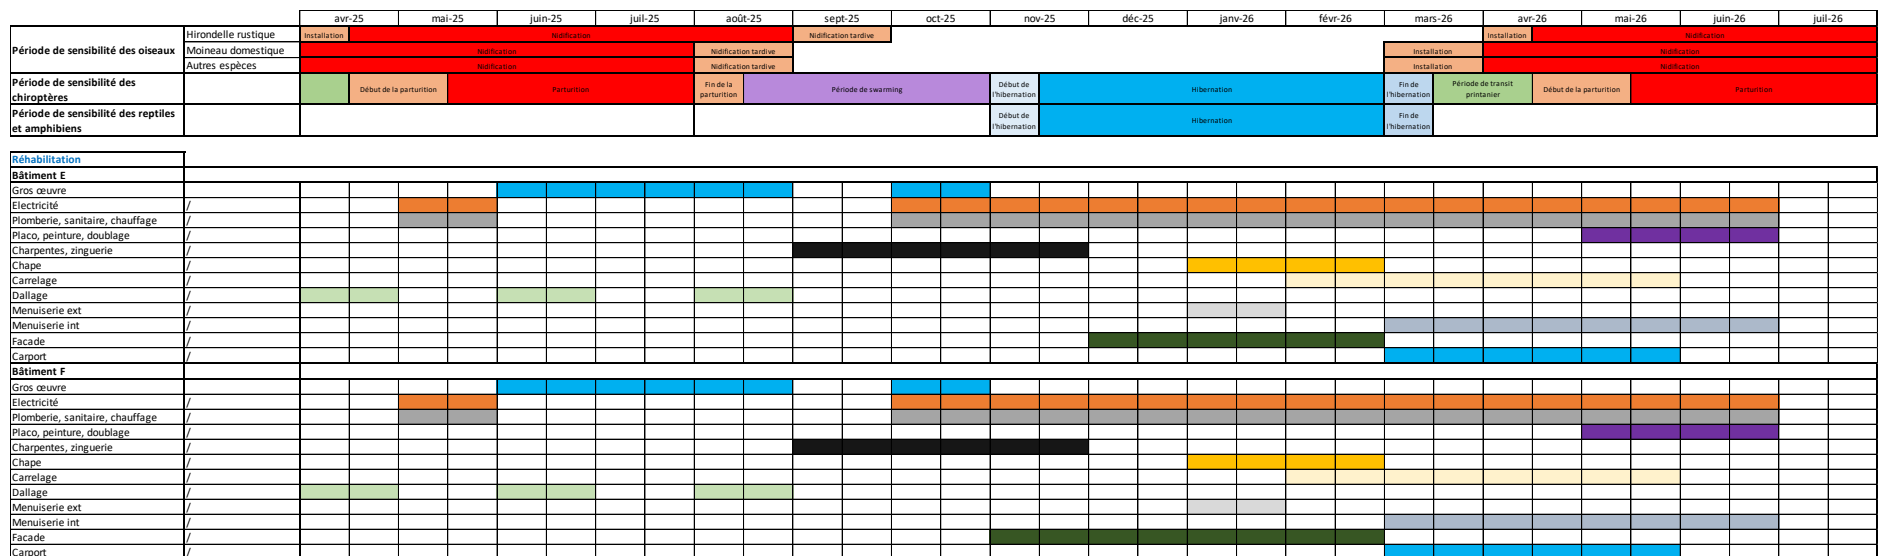 avr-25 mai-25 juin-25 juil-25 août-25 sept-25 oct-25 nov-25 déc-25 janv-26 févr-26 mars-26 avr-26 mai-26 juin-26 juil-26
Période de sensibilité des oiseaux
Hirondelle rustique Installation Nidification Nidification tardive Installation Nidification
Moineau domestique Nidification Nidification tardive Installation Nidification
Autres espèces Nidification Nidification tardive Installation Nidification
Période de sensibilité des
chiroptères
Début de la parturition
Parturition
Fin de la
parturition
Période de swarming
Début de
l'hibernation
Hibernation
Fin de
l'hibernation
Période de transit
printanier
Début de la parturition
Parturition
Période de sensibilité des reptiles
et amphibiens
Début de
l'hibernation
Hibernation
Fin de
l'hibernation
Réhabilitation
Bâtiment E
Gros œuvre
Electricité /
Plomberie, sanitaire, chauffage /
Placo, peinture, doublage /
Charpentes, zinguerie /
Chape /
Carrelage /
Dallage /
Menuiserie ext /
Menuiserie int /
Facade /
Carport /
Bâtiment F
Gros œuvre
Electricité /
Plomberie, sanitaire, chauffage /
Placo, peinture, doublage /
Charpentes, zinguerie /
Chape /
Carrelage /
Dallage /
Menuiserie ext /
Menuiserie int /
Facade /
Carport /